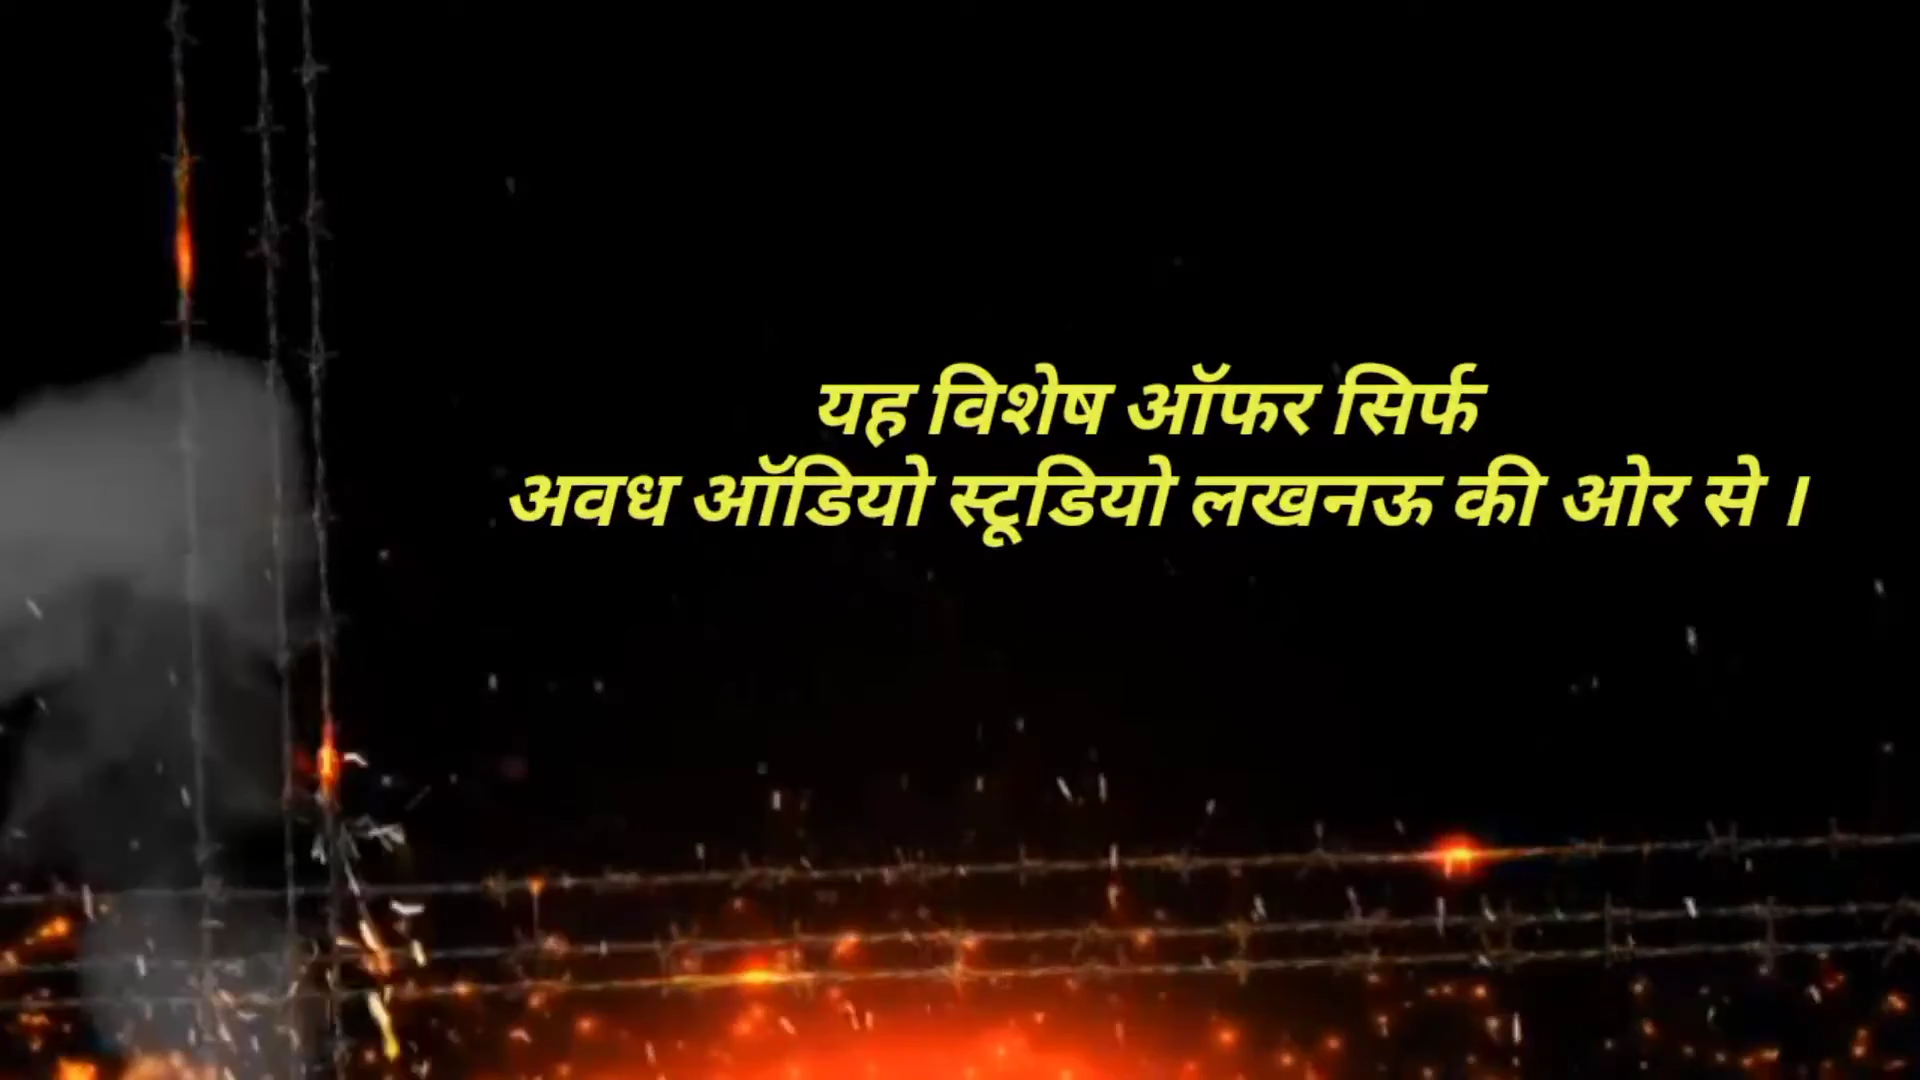 यह विशेष ऑफर सिर्फ
अवध ऑडियो स्टूडियो लखनऊ की ओर से ।